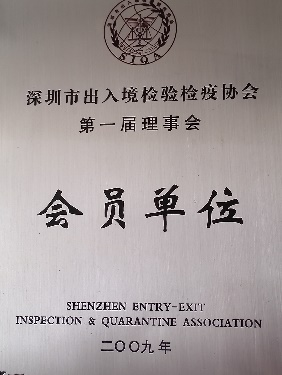 SIQA
深圳市出入境检验检疫协会
第一届理事会
会员单位
SHENZHEN ENTRY-EXIT
INSPECTION & QUARANTINE ASSOCIATION
二〇〇九年